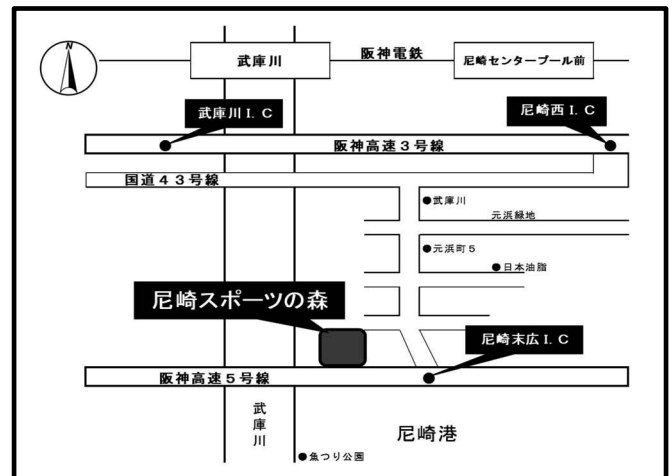 N
武庫川
阪神電鉄
尼崎センタープール前
武庫川I.C
尼崎西I.C
阪神高速3号線
国道43号線
武庫川
元浜緑地
元浜町5
日本油脂
尼崎スポーツの森
尼崎末広I.C
阪神高速5号線
武庫川
尼崎港
魚つり公園